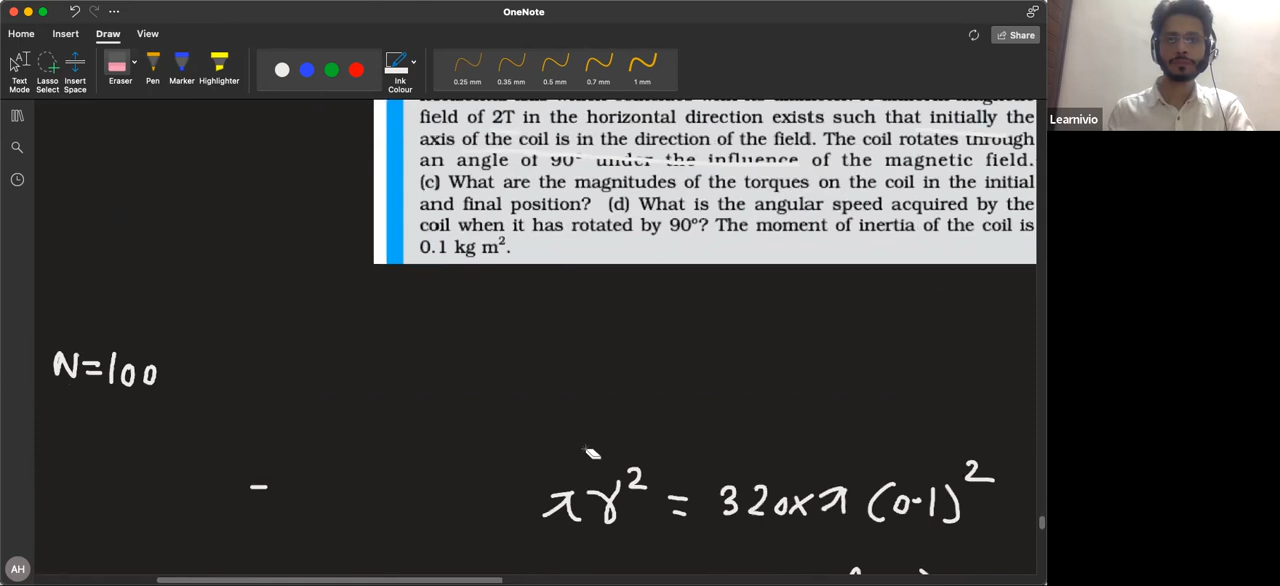 OneNote
Home Insert Draw View
Share
Text Mode
Lasso Select
Insert Space
Eraser
Pen
Marker
Highlighter
Ink Colour
0.25 mm 0.35 mm 0.5 mm 0.7 mm 1 mm
Learnivio
field of 2T in the horizontal direction exists such that initially the
axis of the coil is in the direction of the field. The coil rotates through
an angle of 90° under the influence of the magnetic field.
(c) What are the magnitudes of the torques on the coil in the initial
and final position? (d) What is the angular speed acquired by the
coil when it has rotated by 90°? The moment of inertia of the coil is
0.1 kg m².
N=100
-
πr² = 320×π (0.1)²
AH